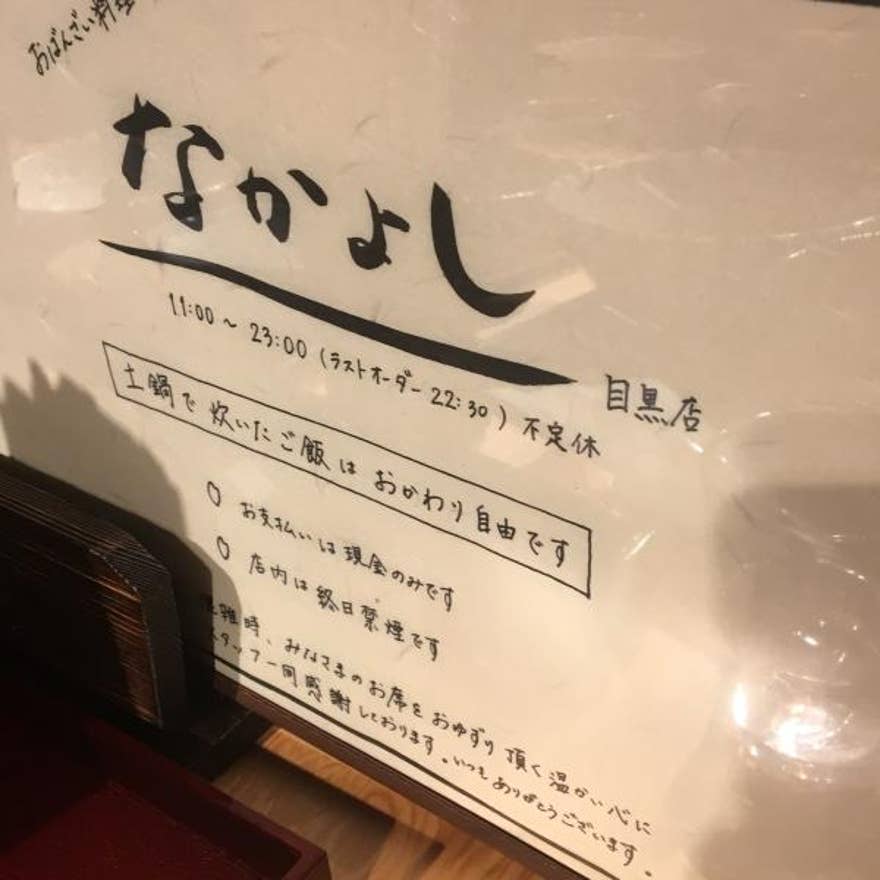 おばんざい料理
なかよし
目黒店
11:00～23:00(ラストオーダー22:30)不定休
土鍋で炊いたご飯はおかわり自由です
○ お支払いは現金のみです
○ 店内は終日禁煙です
混雑時、みなさまのお席をおゆずり頂く温かい心に
スタッフ一同感謝しております。いつもありがとうございます。